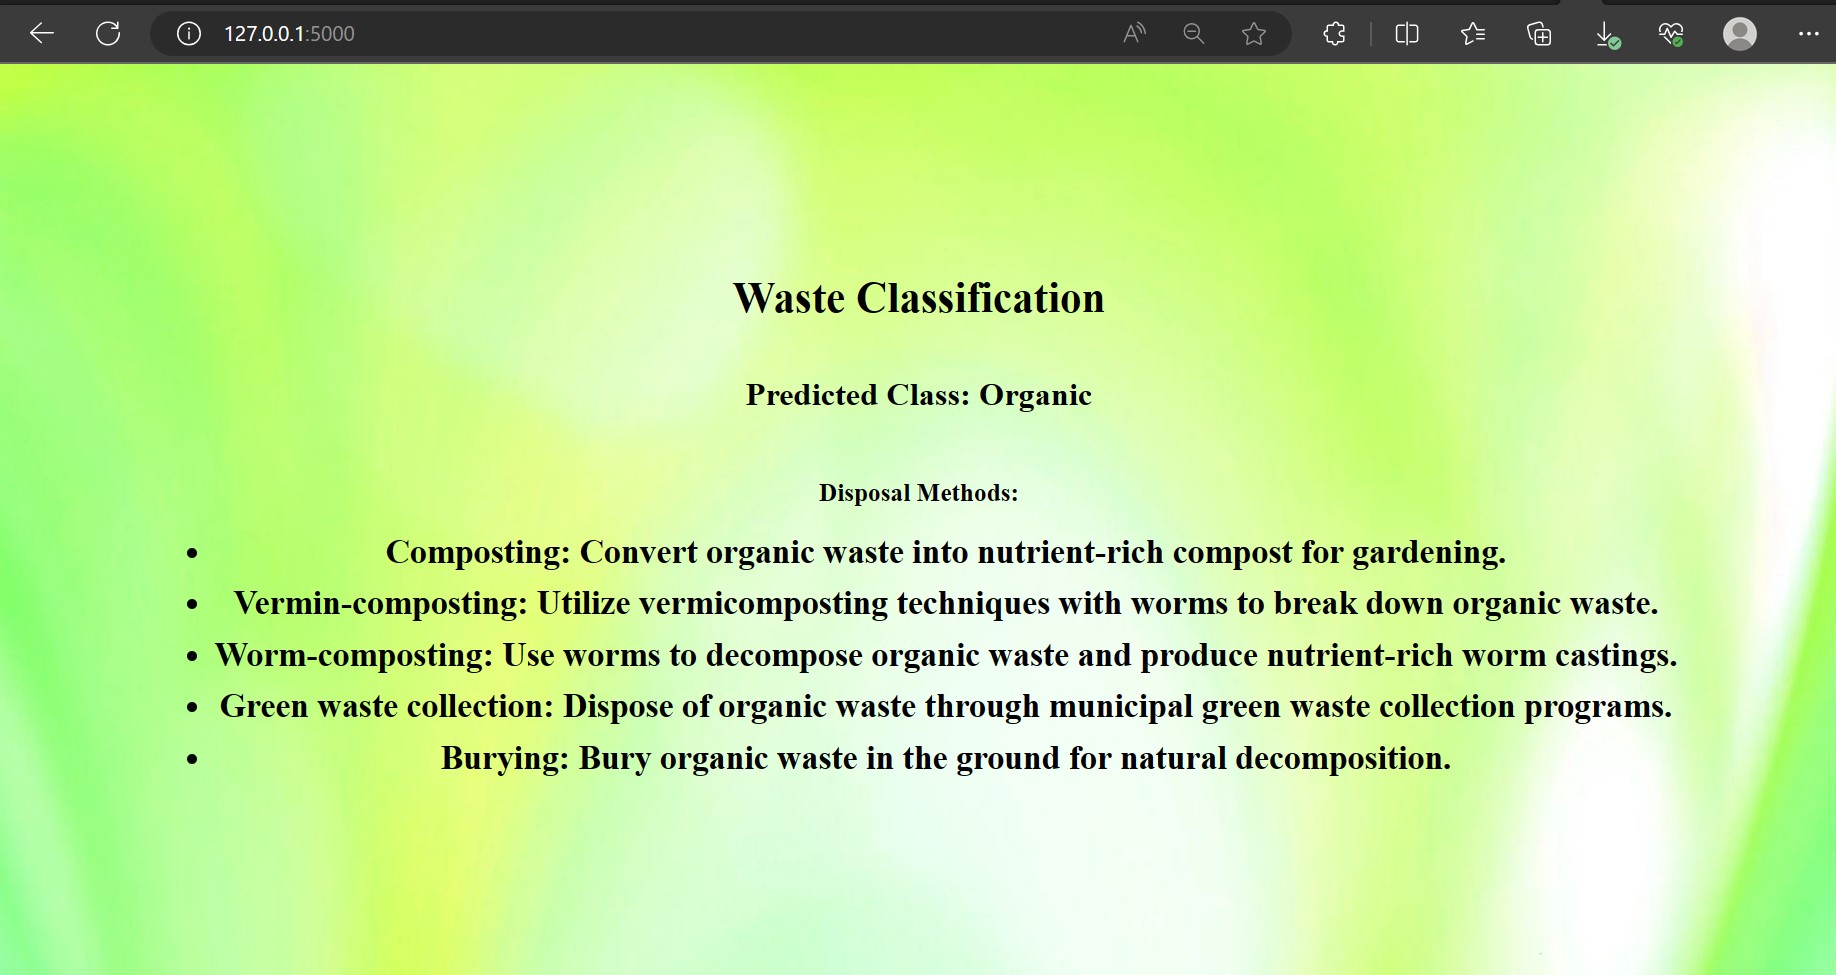 127.0.0.1:5000
Waste Classification
Predicted Class: Organic
Disposal Methods:
• Composting: Convert organic waste into nutrient-rich compost for gardening.
• Vermin-composting: Utilize vermicomposting techniques with worms to break down organic waste.
• Worm-composting: Use worms to decompose organic waste and produce nutrient-rich worm castings.
• Green waste collection: Dispose of organic waste through municipal green waste collection programs.
• Burying: Bury organic waste in the ground for natural decomposition.